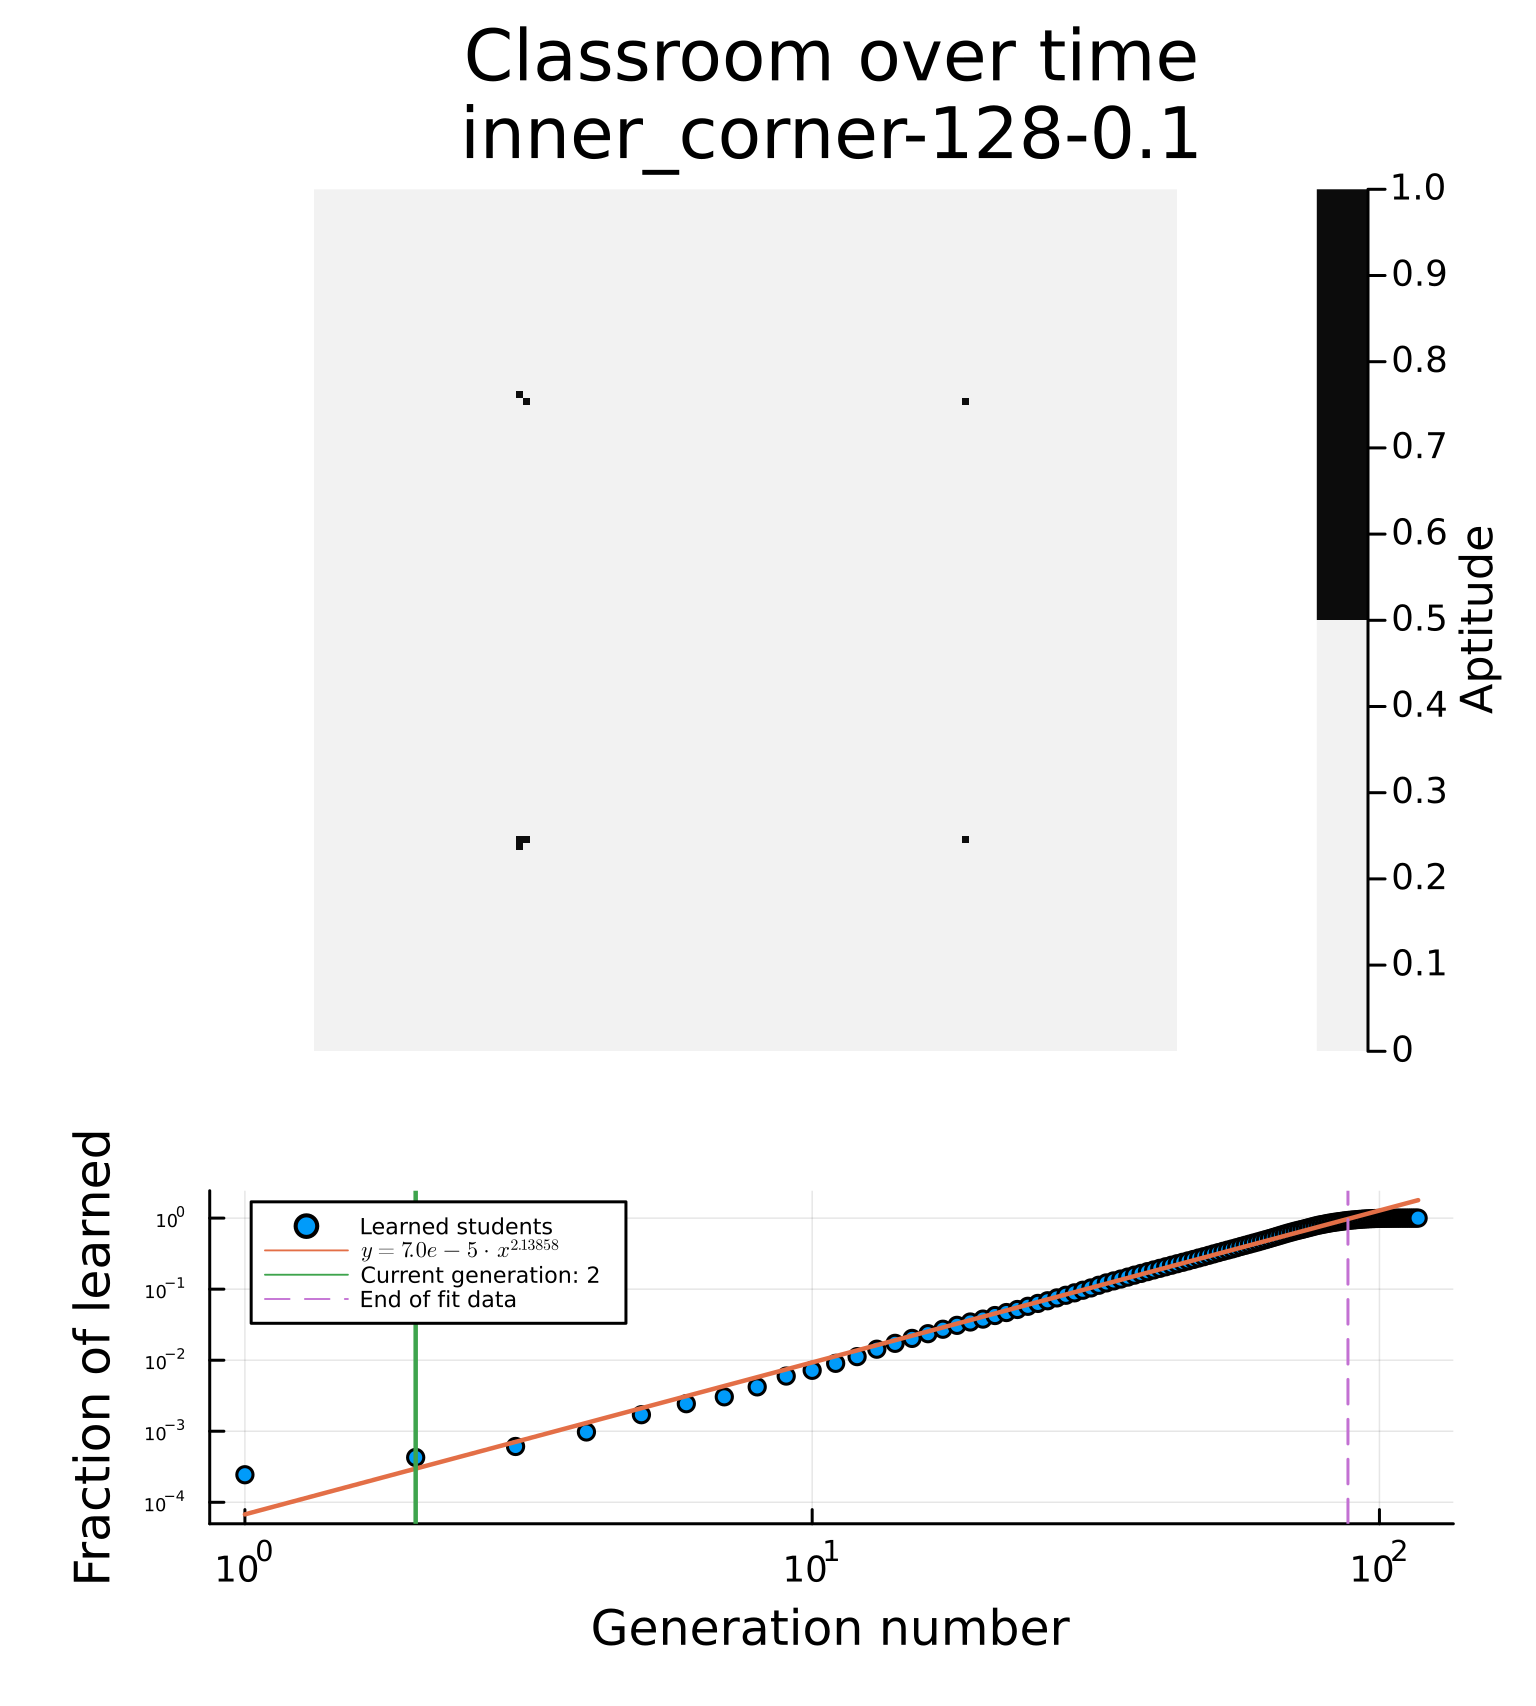 Classroom over time
inner_corner-128-0.1
1.0
0.9
0.8
0.7
0.6
0.5
0.4
0.3
0.2
0.1
0
Aptitude
Fraction of learned
10^0
10^-1
10^-2
10^-3
10^-4
Learned students
y = 7.0e − 5 · x^2.13858
Current generation: 2
End of fit data
10^0 10^1 10^2
Generation number